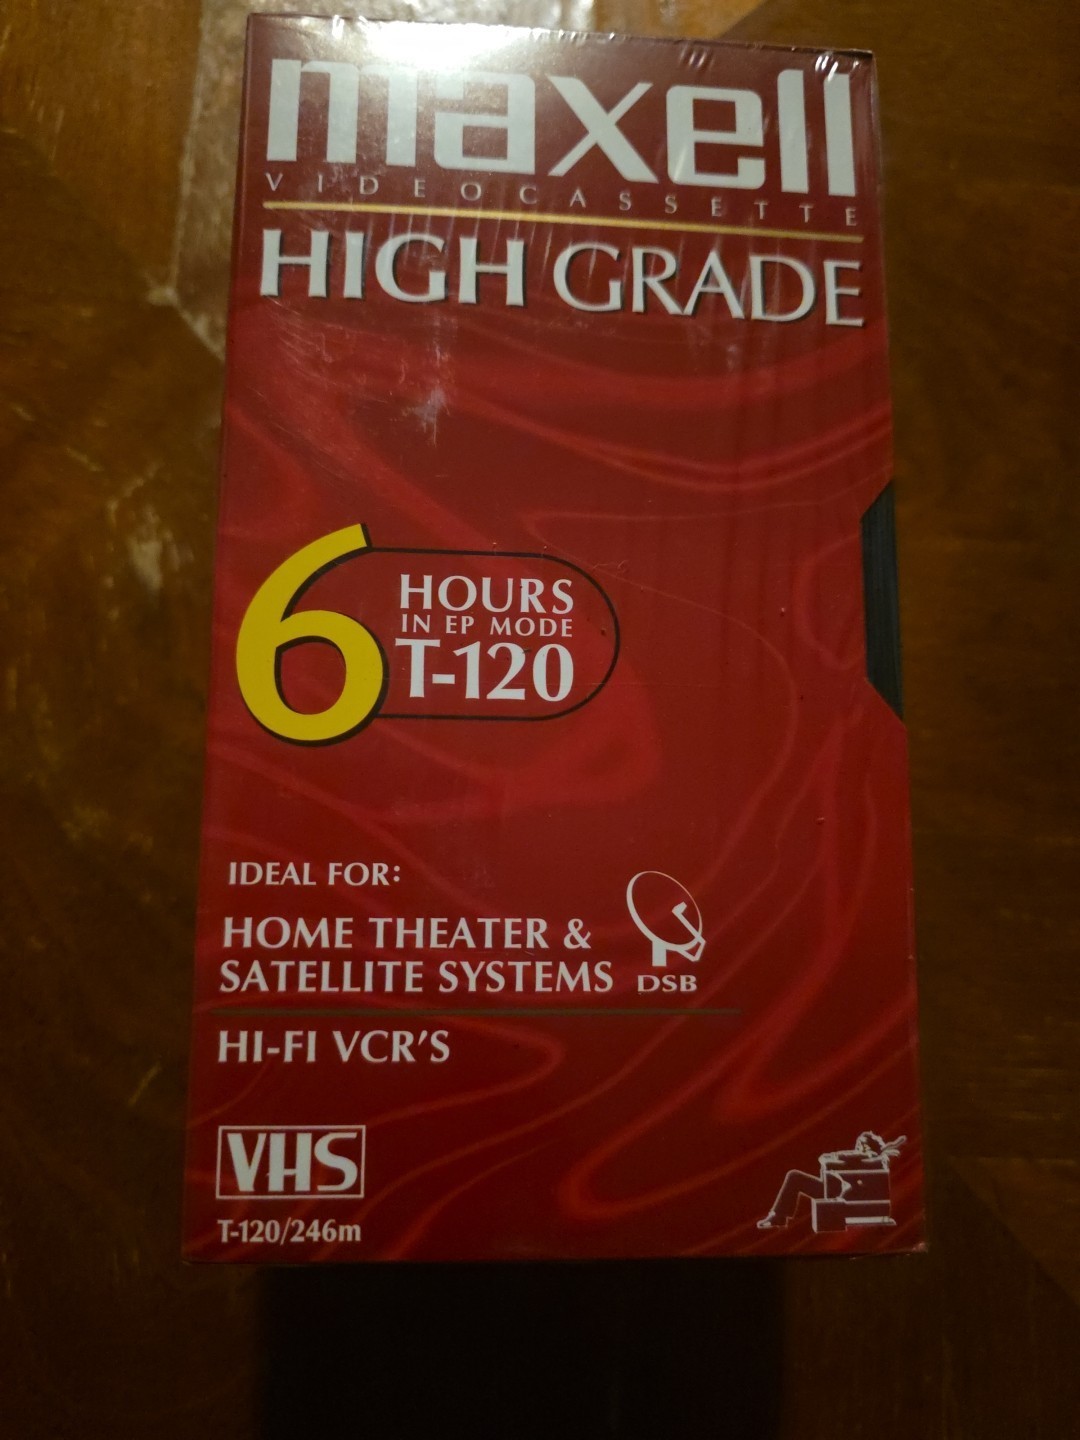 maxell
VIDEOCASSETTE
HIGH GRADE
6 HOURS
IN EP MODE
T-120
IDEAL FOR:
HOME THEATER &
SATELLITE SYSTEMS DSB
HI-FI VCR'S
VHS
T-120/246m